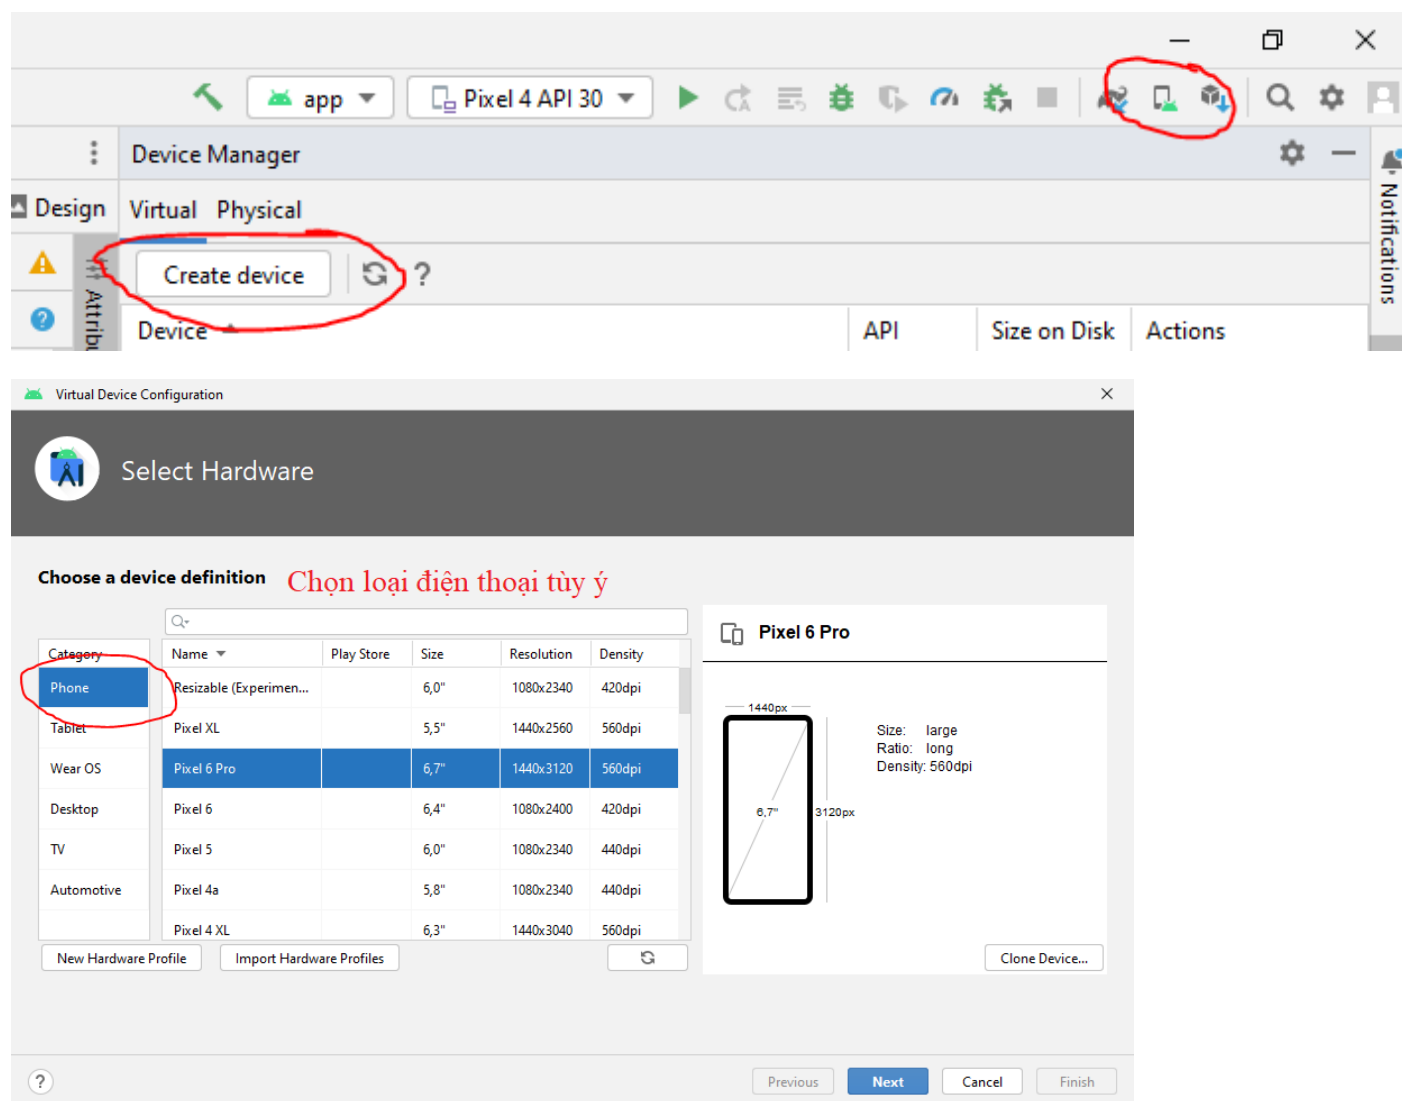 app
Pixel 4 API 30
Device Manager
Design
Virtual Physical
Create device
?
?
Attribu
Notifications
Device
API
Size on Disk
Actions
Virtual Device Configuration
Select Hardware
Choose a device definition
Chọn loại điện thoại tùy ý
Category
Phone
Tablet
Wear OS
Desktop
TV
Automotive
Name Play Store Size Resolution Density
Resizable (Experimen... 6,0" 1080x2340 420dpi
Pixel XL 5,5" 1440x2560 560dpi
Pixel 6 Pro 6,7" 1440x3120 560dpi
Pixel 6 6,4" 1080x2400 420dpi
Pixel 5 6,0" 1080x2340 440dpi
Pixel 4a 5,8" 1080x2340 440dpi
Pixel 4 XL 6,3" 1440x3040 560dpi
New Hardware Profile
Import Hardware Profiles
Pixel 6 Pro
1440px
6,7"
3120px
Size: large
Ratio: long
Density: 560dpi
Clone Device...
?
Previous
Next
Cancel
Finish